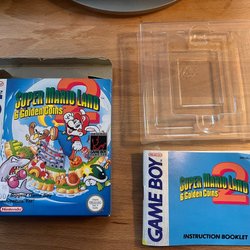 SUPER MARIO LAND 2
6 Golden Coins
Nintendo
GAME BOY
SUPER MARIO LAND 2
6 Golden Coins
INSTRUCTION BOOKLET